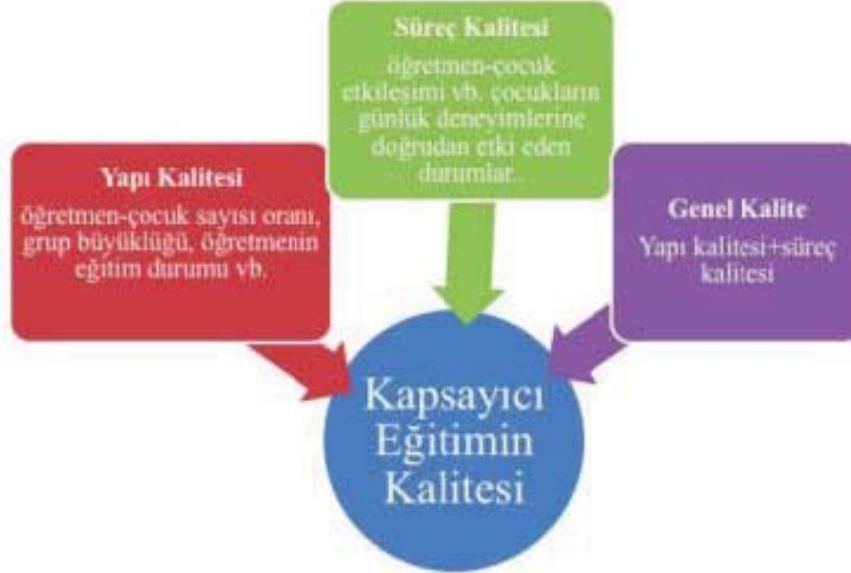 Süreç Kalitesi
öğretmen-çocuk
etkileşimi vb. çocukların
günlük deneyimlerine
doğrudan etki eden
durumlar..
Yapı Kalitesi
öğretmen-çocuk sayısı oranı,
grup büyüklüğü, öğretmenin
eğitim durumu vb.
Genel Kalite
Yapı kalitesi+süreç
kalitesi
Kapsayıcı
Eğitimin
Kalitesi